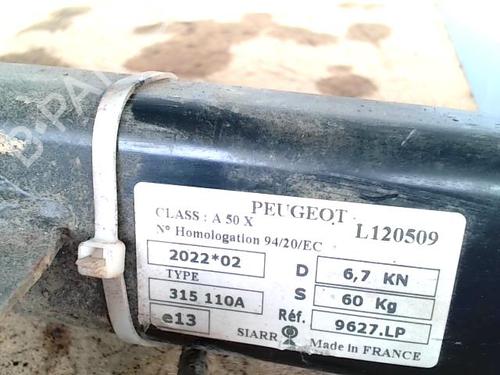 B-PARTS
PEUGEOT
CLASS : A 50 X
L120509
N° Homologation 94/20/EC
2022*02
D
6,7 KN
TYPE
315 110A
S
60 Kg
e13
Réf.
9627.LP
SIARR
Made in FRANCE